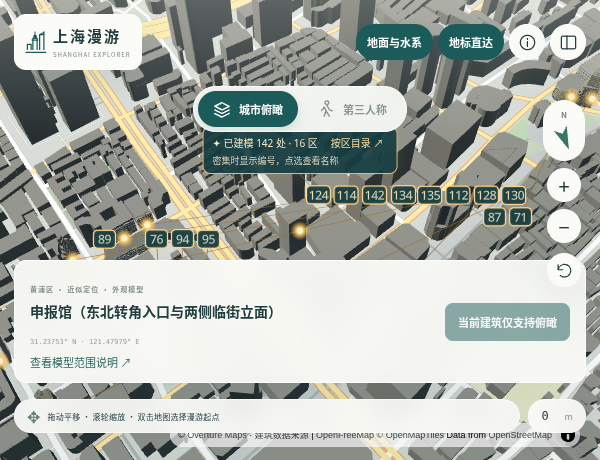 上海漫游
SHANGHAI EXPLORER
地面与水系
地标直达
城市俯瞰
第三人称
N
✦ 已建模 142 处 · 16 区 按区目录 ↗
密集时显示编号，点选查看名称
124 114 142 134 135 112 128 130
87 71
89 76 94 95
+
−
黄浦区 · 近似定位 · 外观模型
申报馆（东北转角入口与两侧临街立面）
当前建筑仅支持俯瞰
31.23753° N · 121.47979° E
查看模型范围说明 ↗
拖动平移 · 滚轮缩放 · 双击地图选择漫游起点
0 m
© Overture Maps · 建筑数据来源 | OpenFreeMap © OpenMapTiles Data from OpenStreetMap